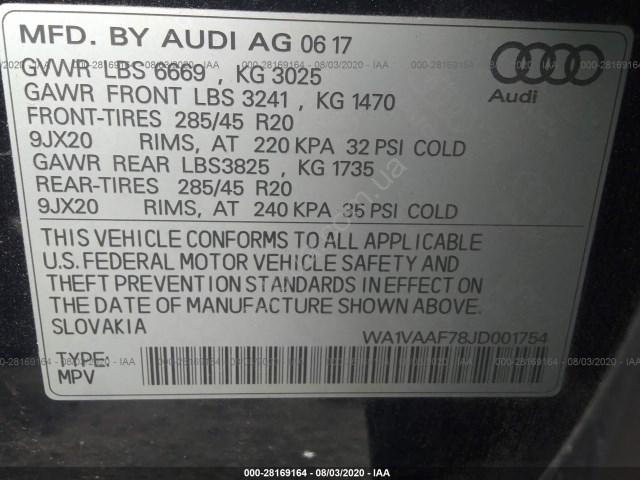 MFD. BY AUDI AG 06 17
GVWR LBS 6669 , KG 3025
GAWR FRONT LBS 3241 , KG 1470
FRONT-TIRES 285/45 R20
9JX20 RIMS, AT 220 KPA 32 PSI COLD
GAWR REAR LBS3825 , KG 1735
REAR-TIRES 285/45 R20
9JX20 RIMS, AT 240 KPA 35 PSI COLD
Audi
THIS VEHICLE CONFORMS TO ALL APPLICABLE
U.S. FEDERAL MOTOR VEHICLE SAFETY AND
THEFT PREVENTION STANDARDS IN EFFECT ON
THE DATE OF MANUFACTURE SHOWN ABOVE.
SLOVAKIA
WA1VAAF78JD001754
TYPE:
MPV
000-28169164 - 08/03/2020 - IAA